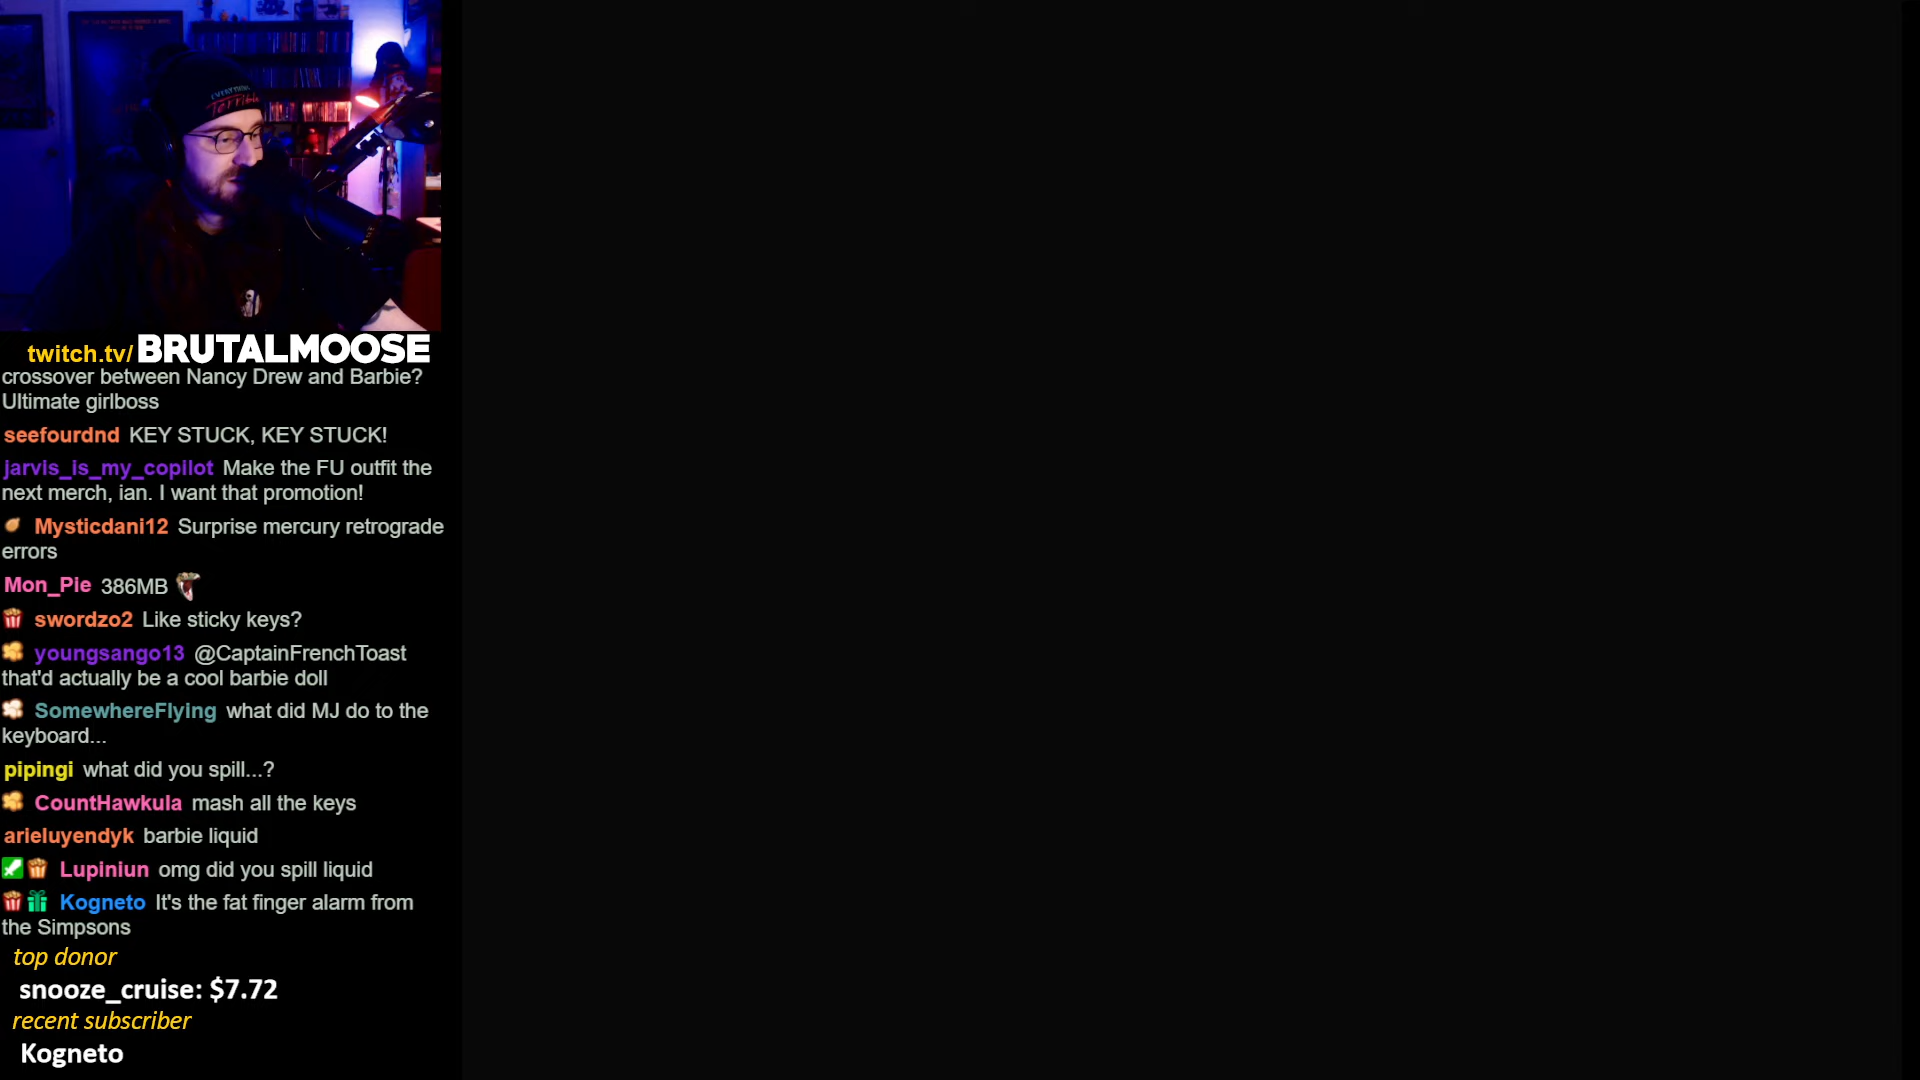 EVERYTHING
Terrible
twitch.tv/BRUTALMOOSE
crossover between Nancy Drew and Barbie?
Ultimate girlboss
seefourdnd KEY STUCK, KEY STUCK!
jarvis_is_my_copilot Make the FU outfit the
next merch, ian. I want that promotion!
Mysticdani12 Surprise mercury retrograde
errors
Mon_Pie 386MB
swordzo2 Like sticky keys?
youngsango13 @CaptainFrenchToast
that'd actually be a cool barbie doll
SomewhereFlying what did MJ do to the
keyboard...
pipingi what did you spill...?
CountHawkula mash all the keys
arieluyendyk barbie liquid
Lupiniun omg did you spill liquid
Kogneto It's the fat finger alarm from
the Simpsons
top donor
snooze_cruise: $7.72
recent subscriber
Kogneto